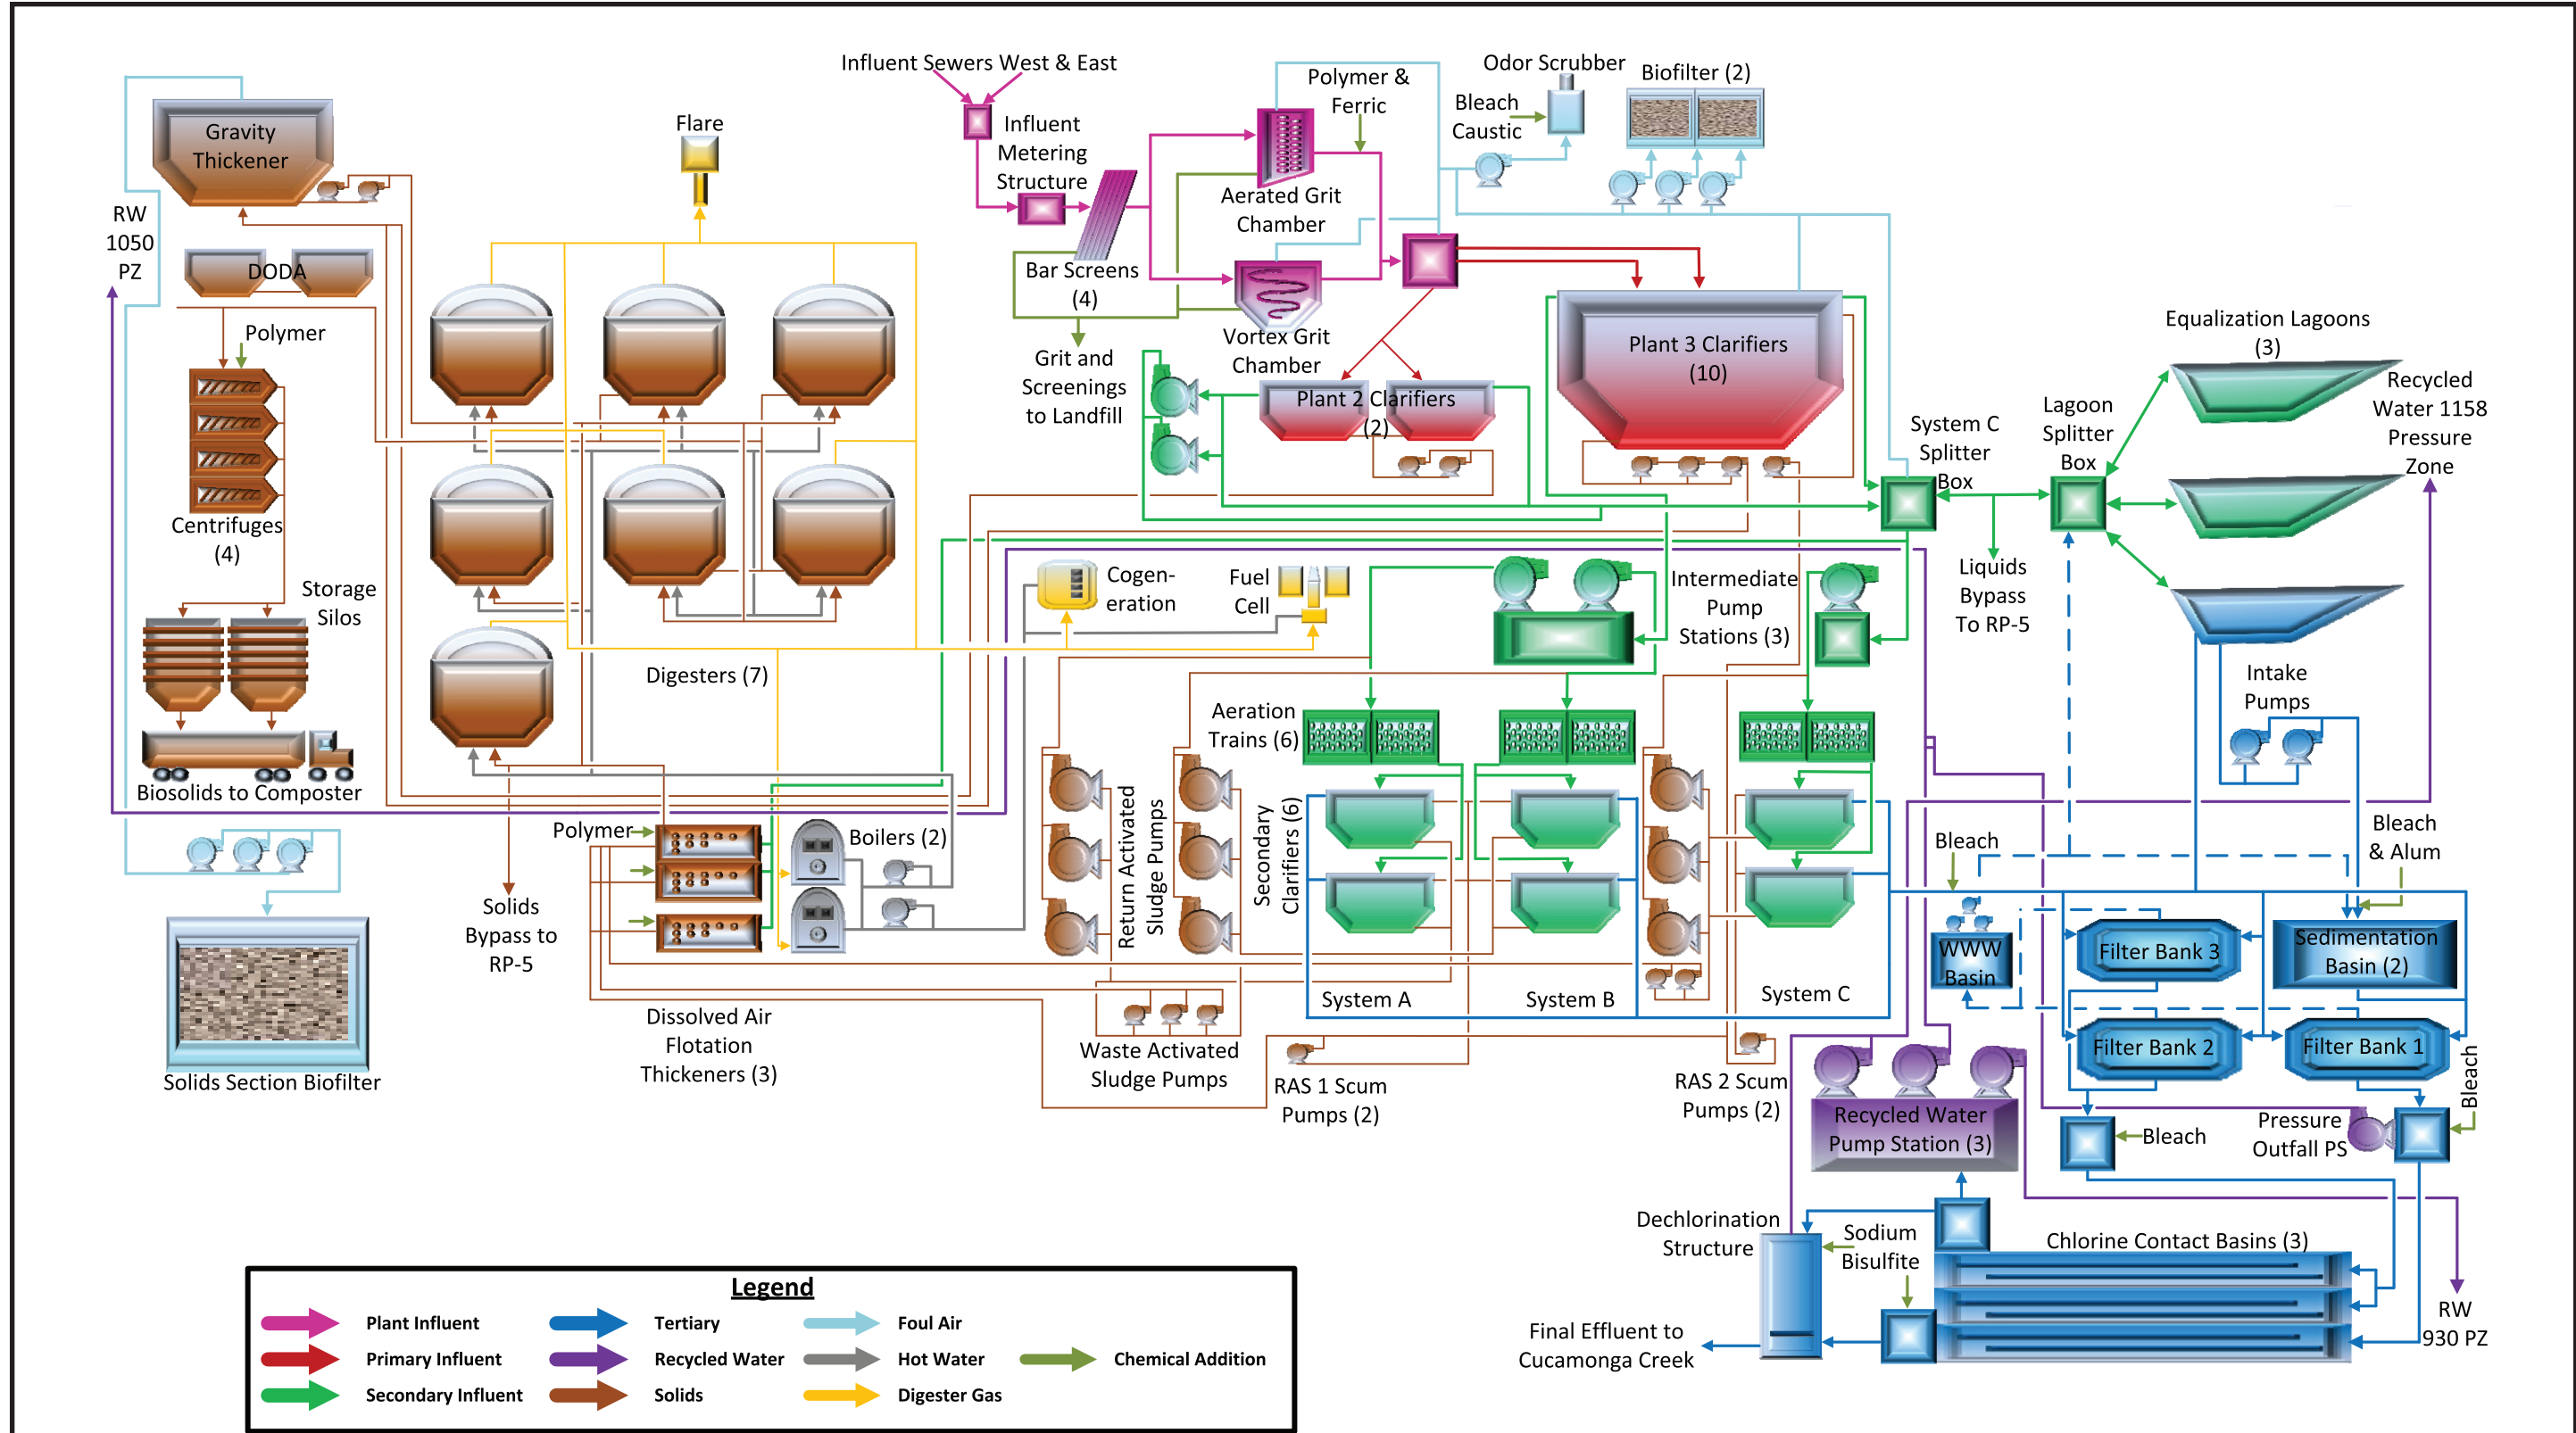 Influent Sewers West & East
Influent
Metering
Structure
Polymer &
Ferric
Odor Scrubber
Bleach
Caustic
Biofilter (2)
Gravity
Thickener
Flare
Aerated Grit
Chamber
RW
1050
PZ
DODA
Bar Screens
(4)
Vortex Grit
Chamber
Grit and
Screenings
to Landfill
Polymer
Plant 2 Clarifiers
(2)
Plant 3 Clarifiers
(10)
Equalization Lagoons
(3)
Recycled
Water 1158
Pressure
Zone
Lagoon
Splitter
Box
System C
Splitter
Box
Centrifuges
(4)
Storage
Silos
Cogen-
eration
Fuel
Cell
Intermediate
Pump
Stations (3)
Liquids
Bypass
To RP-5
Digesters (7)
Intake
Pumps
Aeration
Trains (6)
Biosolids to Composter
Polymer
Boilers (2)
Return Activated
Sludge Pumps
Secondary
Clarifiers (6)
Bleach
Bleach
& Alum
Solids
Bypass to
RP-5
WWW
Basin
Filter Bank 3
Sedimentation
Basin (2)
System A
System B
System C
Dissolved Air
Flotation
Thickeners (3)
Waste Activated
Sludge Pumps
RAS 1 Scum
Pumps (2)
RAS 2 Scum
Pumps (2)
Filter Bank 2
Filter Bank 1
Bleach
Solids Section Biofilter
Recycled Water
Pump Station (3)
Bleach
Pressure
Outfall PS
Dechlorination
Structure
Sodium
Bisulfite
Chlorine Contact Basins (3)
RW
930 PZ
Final Effluent to
Cucamonga Creek
Legend
Plant Influent
Tertiary
Foul Air
Primary Influent
Recycled Water
Hot Water
Chemical Addition
Secondary Influent
Solids
Digester Gas